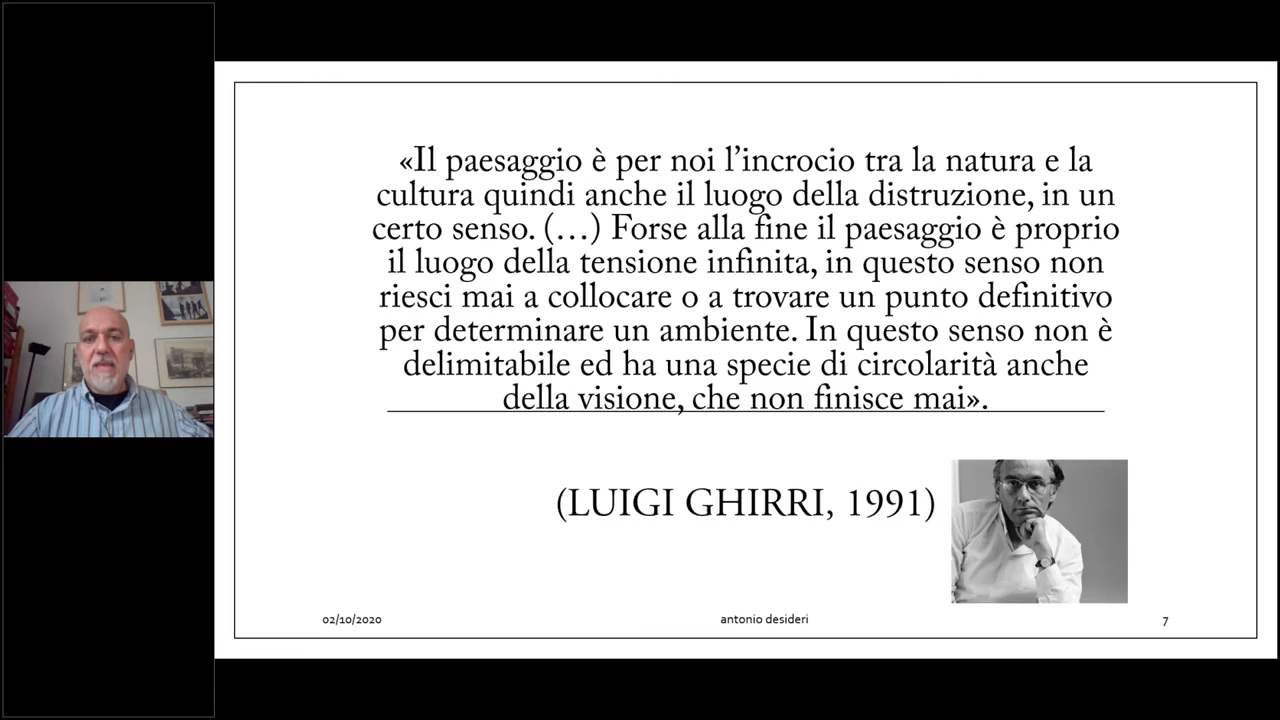 «Il paesaggio è per noi l’incrocio tra la natura e la
cultura quindi anche il luogo della distruzione, in un
certo senso. (…) Forse alla fine il paesaggio è proprio
il luogo della tensione infinita, in questo senso non
riesci mai a collocare o a trovare un punto definitivo
per determinare un ambiente. In questo senso non è
delimitabile ed ha una specie di circolarità anche
della visione, che non finisce mai».
(LUIGI GHIRRI, 1991)
02/10/2020
antonio desideri
7